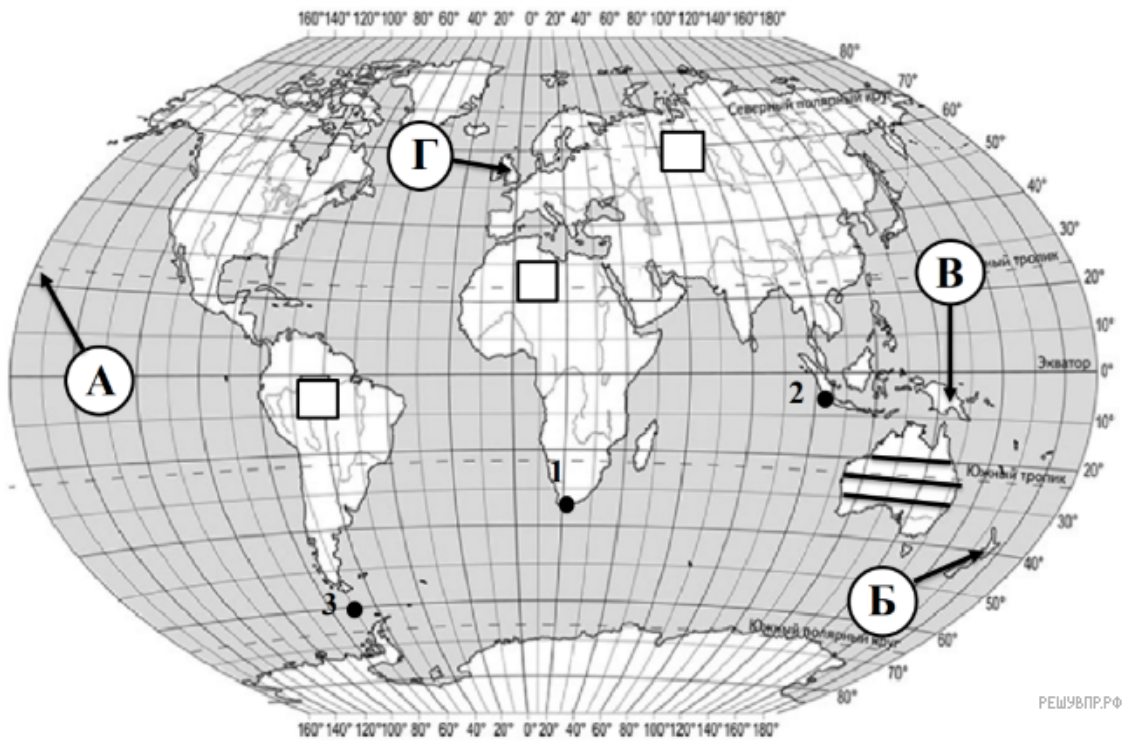 160°140°120°100°80° 60° 40° 20° 0° 20° 40° 60° 80° 100°120°140°160°180°
80°
70°
Северный полярный круг
60°
50°
Г
40°
30°
В
ный тропик
20°
10°
А
Экватор
0°
2
10°
1
20°
Южный тропик
30°
40°
Б
50°
3
Южный полярный круг
60°
70°
80°
160°140°120°100°80° 60° 40° 20° 0° 20° 40° 60° 80° 100°120°140°160°180°
РЕШУВПР.РФ